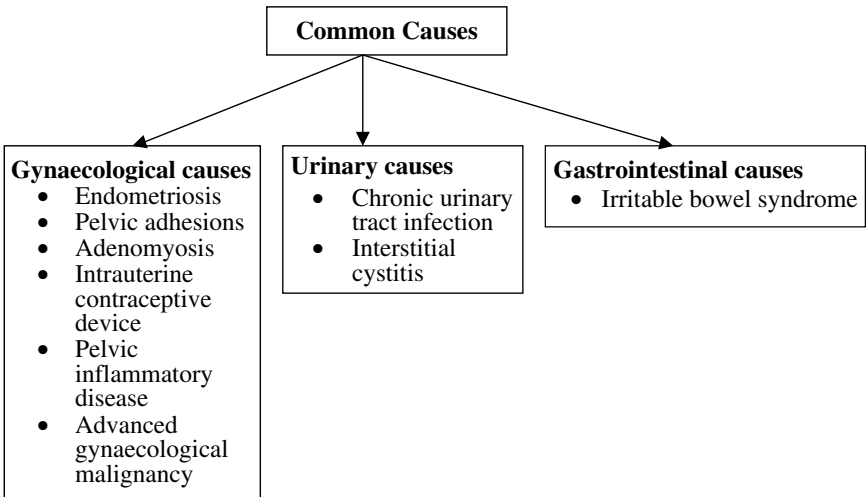 Common Causes
Gynaecological causes
• Endometriosis
• Pelvic adhesions
• Adenomyosis
• Intrauterine
contraceptive
device
• Pelvic
inflammatory
disease
• Advanced
gynaecological
malignancy
Urinary causes
• Chronic urinary
tract infection
• Interstitial
cystitis
Gastrointestinal causes
• Irritable bowel syndrome